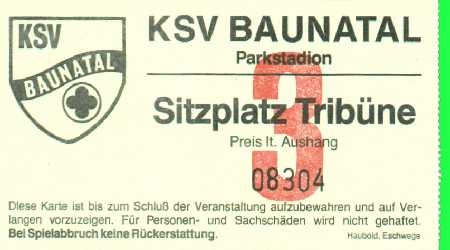 KSV
BAUNATAL
KSV BAUNATAL
Parkstadion
3
Sitzplatz Tribüne
Preis lt. Aushang
08304
Diese Karte ist bis zum Schluß der Veranstaltung aufzubewahren und auf Ver-
langen vorzuzeigen. Für Personen- und Sachschäden wird nicht gehaftet.
Bei Spielabbruch keine Rückerstattung. Haubold, Eschwege